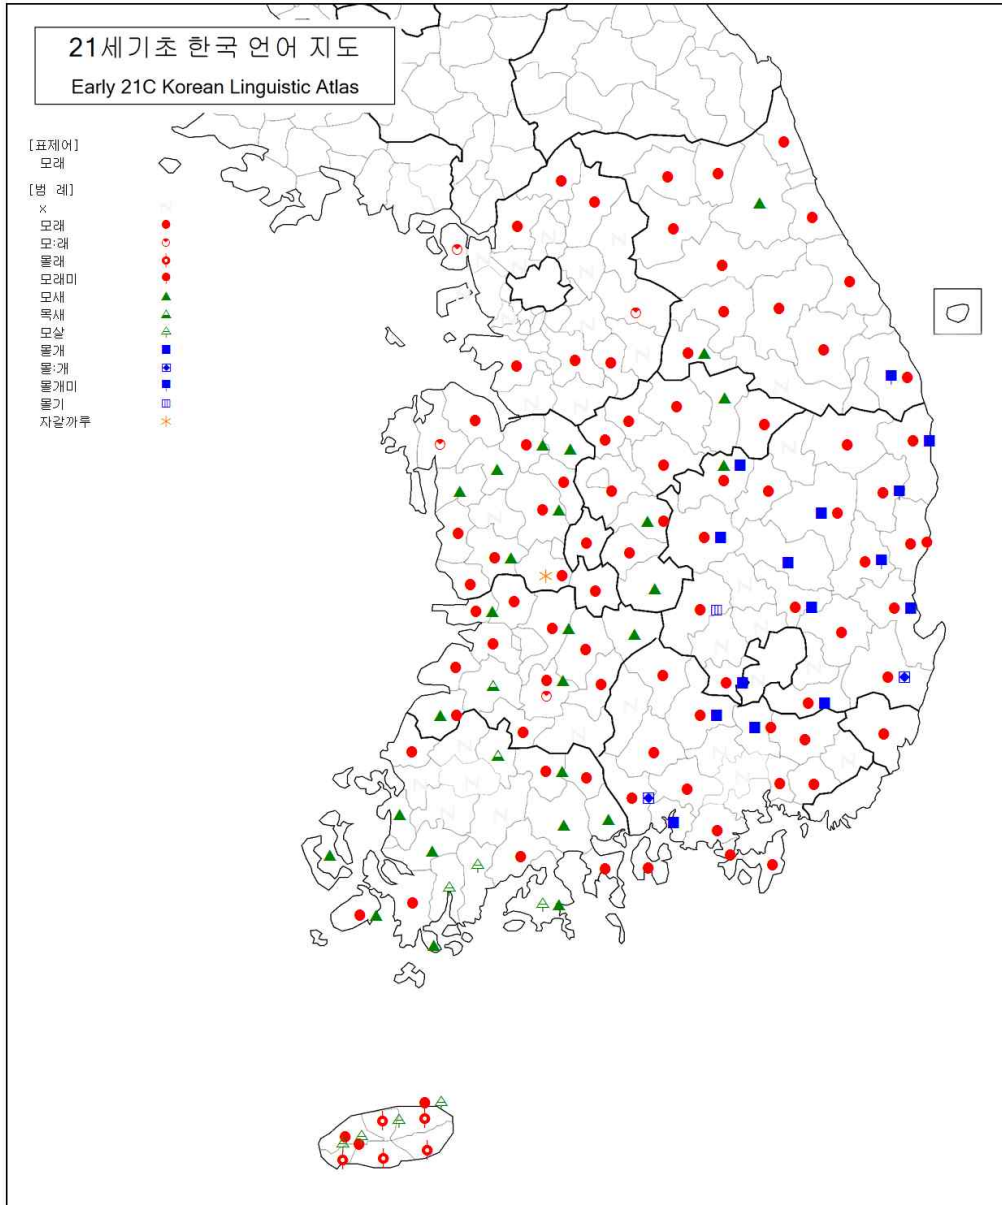 21세기초 한국 언어 지도
Early 21C Korean Linguistic Atlas
[표제어]
모래
[범 례]
x
모래
모:래
몰래
모래미
모새
목새
모살
몰개
몰:개
몰개미
몰기
자갈까루